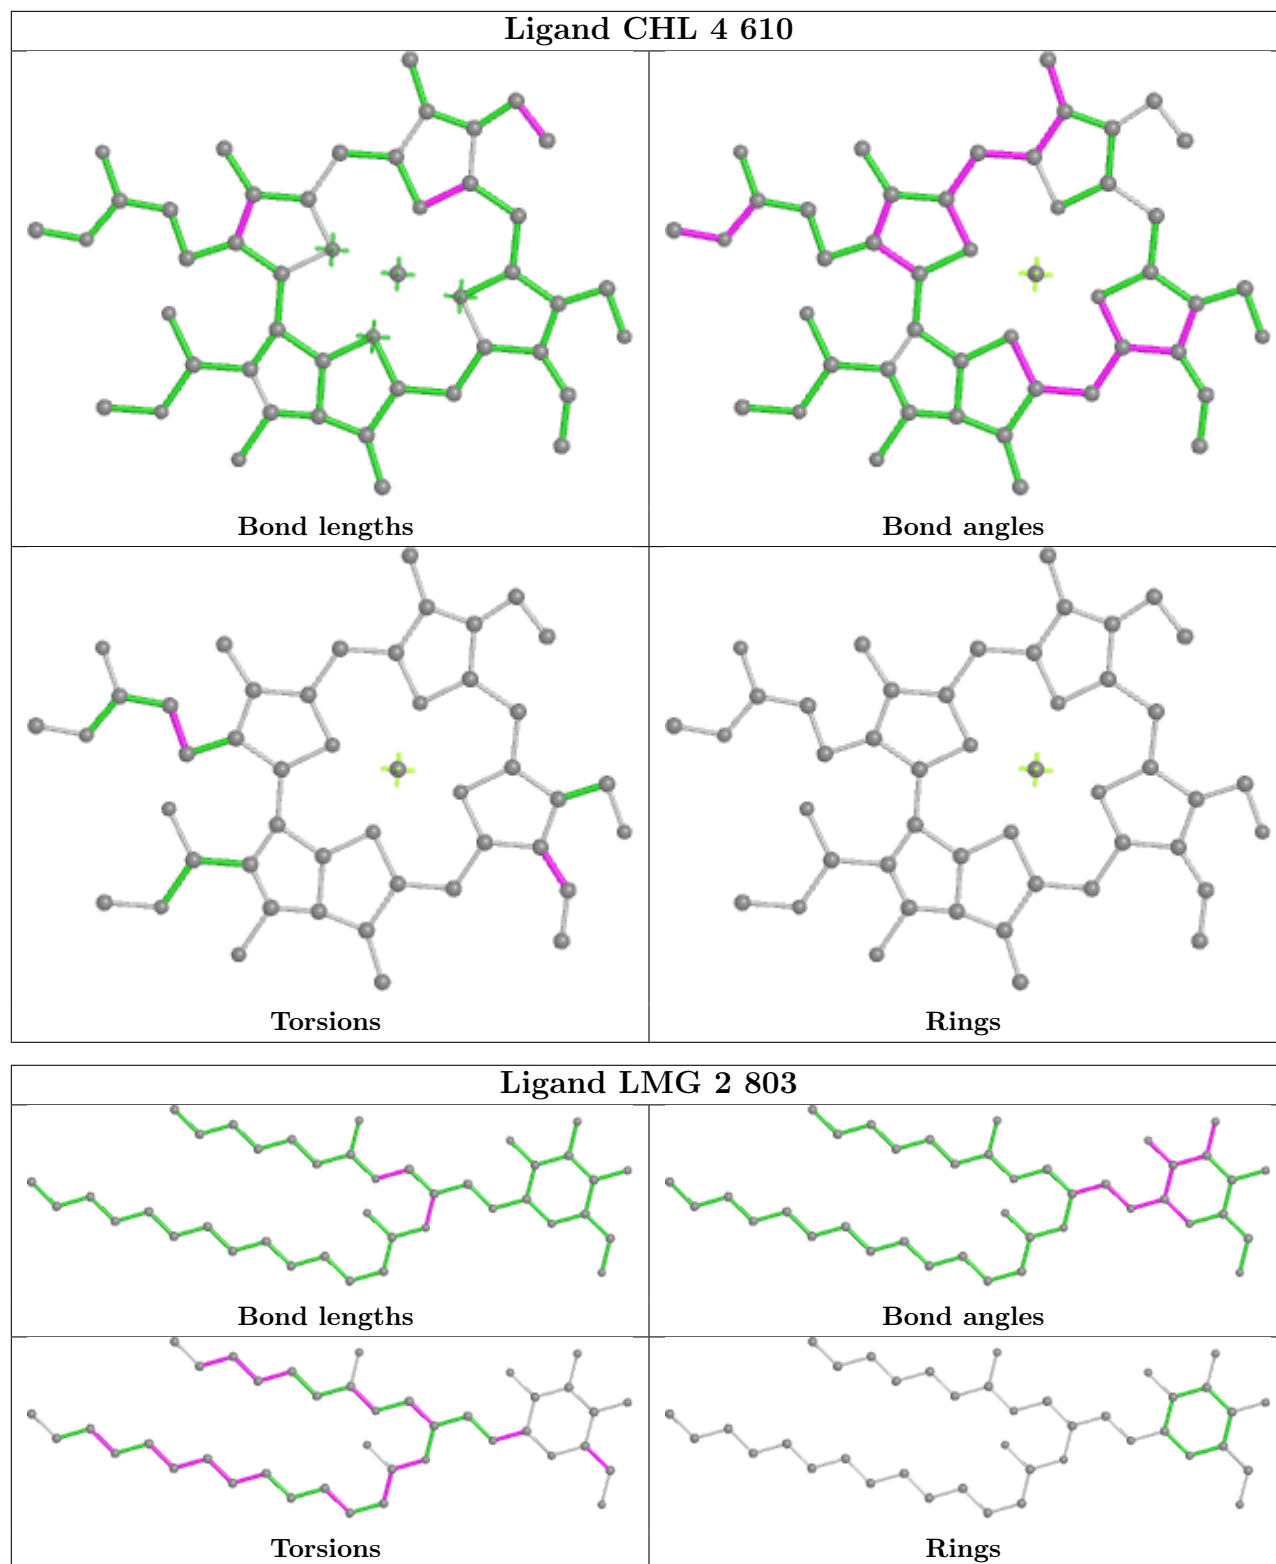 Ligand CHL 4 610
Bond lengths
Bond angles
Torsions
Rings
Ligand LMG 2 803
Bond lengths
Bond angles
Torsions
Rings